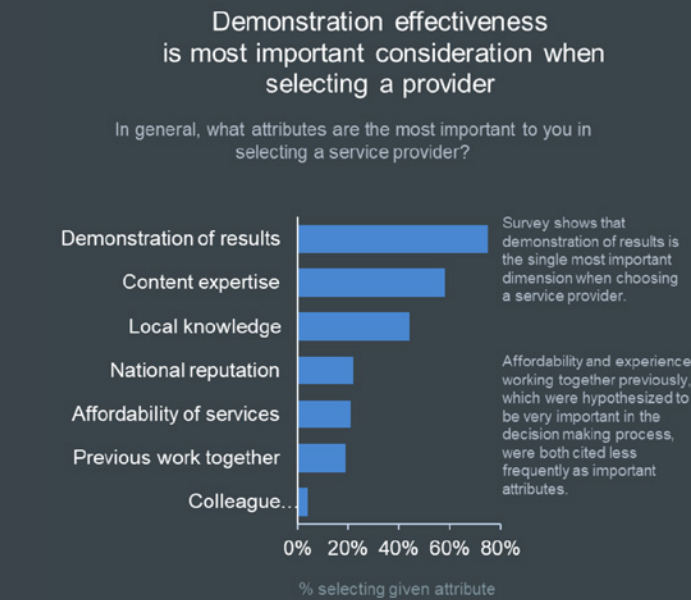 Demonstration effectiveness
is most important consideration when
selecting a provider
In general, what attributes are the most important to you in
selecting a service provider?
Demonstration of results
Content expertise
Local knowledge
National reputation
Affordability of services
Previous work together
Colleague...
0% 20% 40% 60% 80%
% selecting given attribute
Survey shows that
demonstration of results is
the single most important
dimension when choosing
a service provider.
Affordability and experience
working together previously,
which were hypothesized to
be very important in the
decision making process,
were both cited less
frequently as important
attributes.